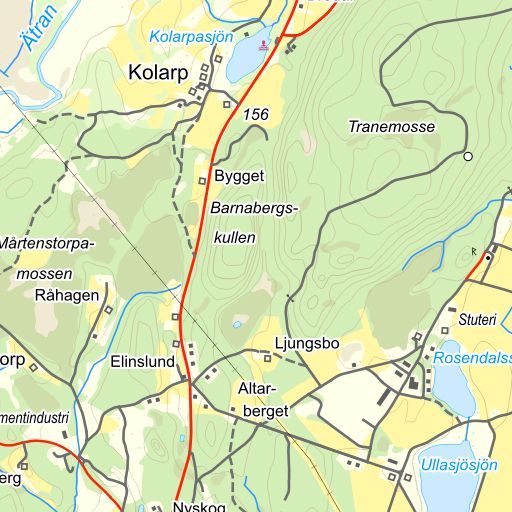 Ätran
Kolarpasjön
Kolarp
156
Tranemosse
Bygget
Barnabergs-
kullen
Mårtenstorpa-
mossen
Råhagen
Stuteri
Ljungsbo
Elinslund
Rosendalss
orp
Altar-
berget
mentindustri
Ullasjösjön
erg
Nyskog